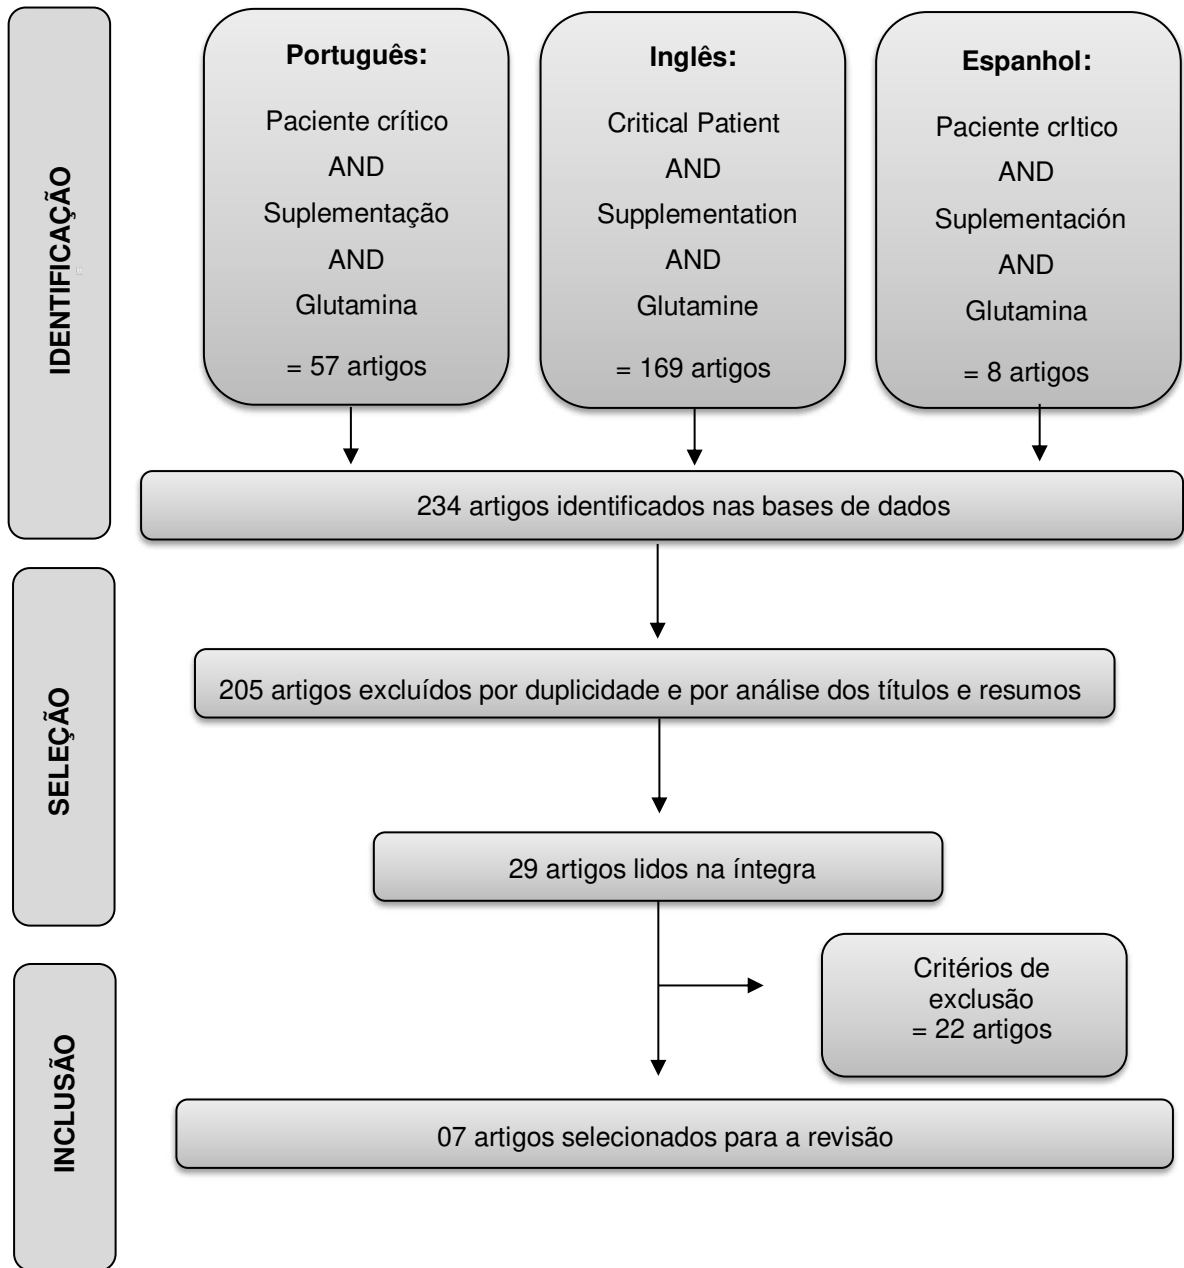 IDENTIFICAÇÃO
Português:
Paciente crítico
AND
Suplementação
AND
Glutamina
= 57 artigos
Inglês:
Critical Patient
AND
Supplementation
AND
Glutamine
= 169 artigos
Espanhol:
Paciente crItico
AND
Suplementación
AND
Glutamina
= 8 artigos
234 artigos identificados nas bases de dados
SELEÇÃO
205 artigos excluídos por duplicidade e por análise dos títulos e resumos
29 artigos lidos na íntegra
INCLUSÃO
Critérios de
exclusão
= 22 artigos
07 artigos selecionados para a revisão